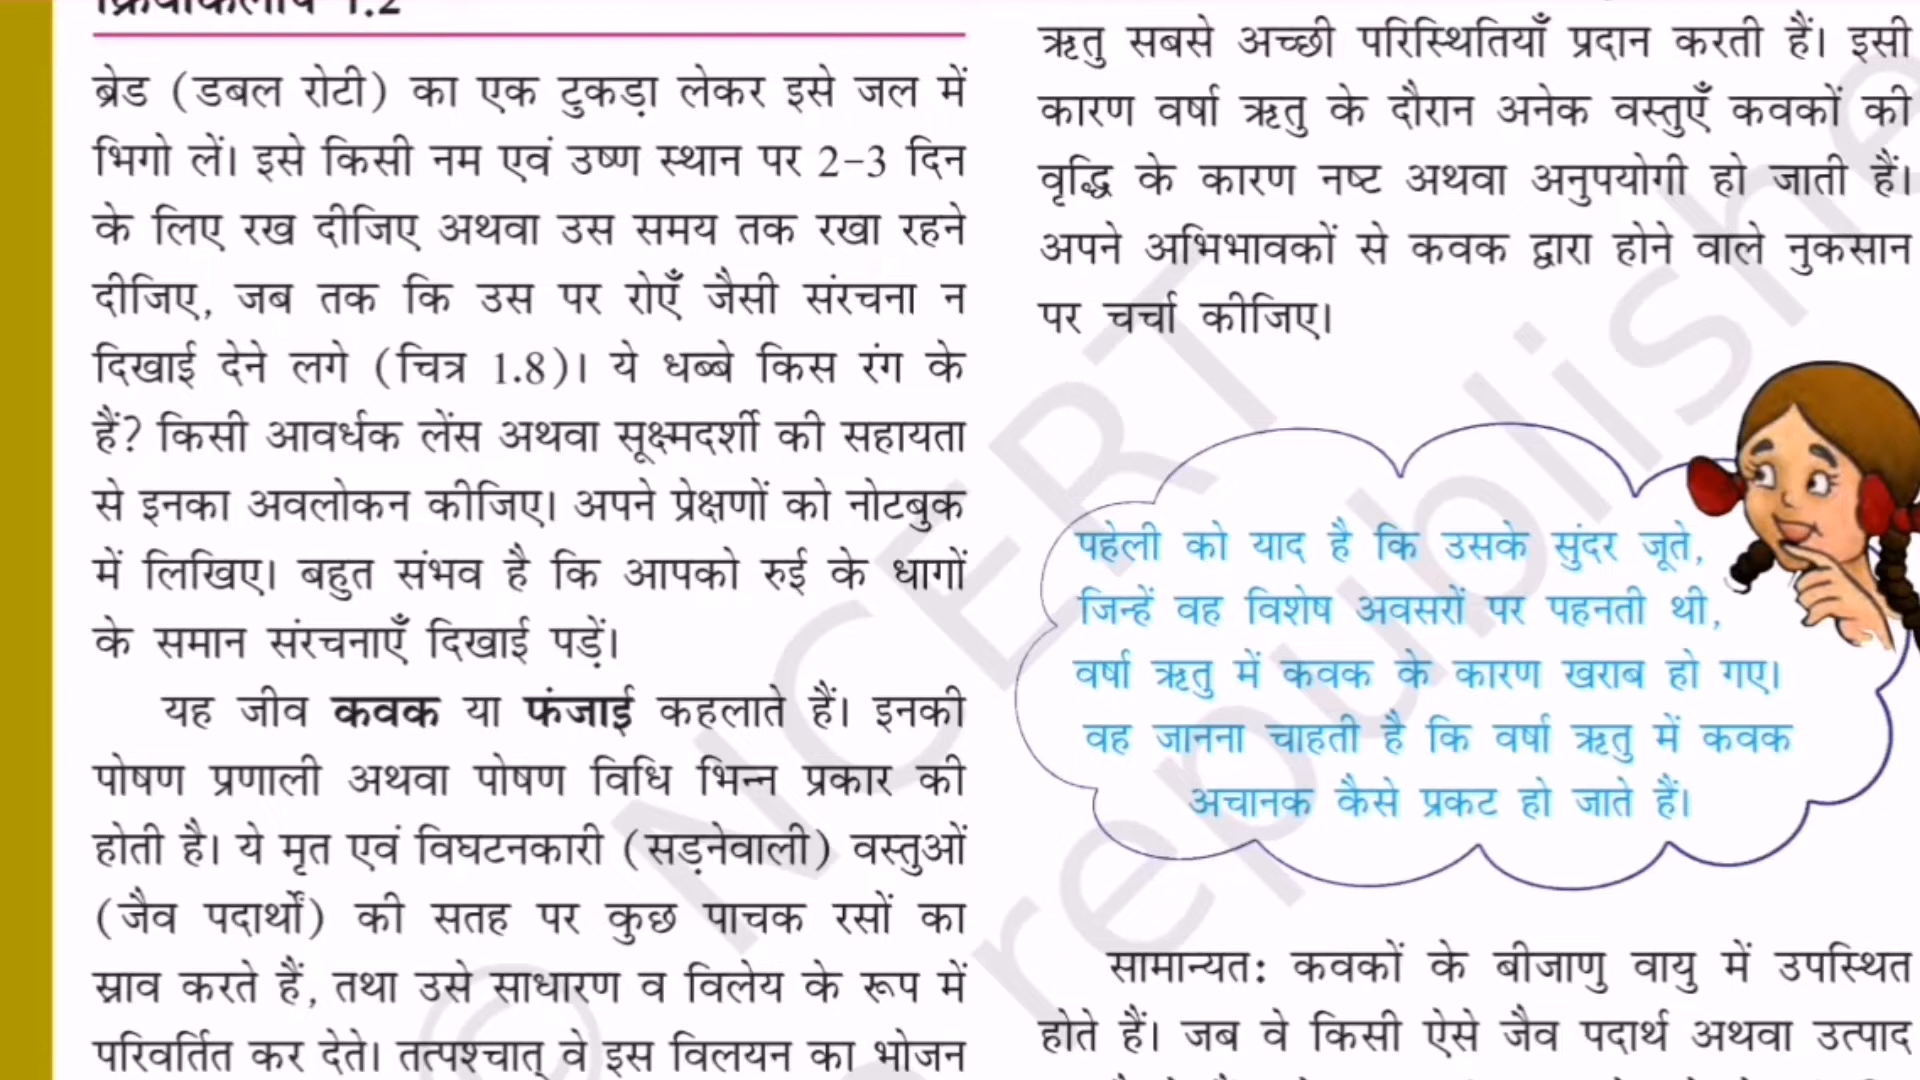 क्रियाकलाप 1.2
ब्रेड (डबल रोटी) का एक टुकड़ा लेकर इसे जल में
भिगो लें। इसे किसी नम एवं उष्ण स्थान पर 2-3 दिन
के लिए रख दीजिए अथवा उस समय तक रखा रहने
दीजिए, जब तक कि उस पर रोएँ जैसी संरचना न
दिखाई देने लगे (चित्र 1.8)। ये धब्बे किस रंग के
हैं? किसी आवर्धक लेंस अथवा सूक्ष्मदर्शी की सहायता
से इनका अवलोकन कीजिए। अपने प्रेक्षणों को नोटबुक
में लिखिए। बहुत संभव है कि आपको रुई के धागों
के समान संरचनाएँ दिखाई पड़ें।
यह जीव कवक या फंजाई कहलाते हैं। इनकी
पोषण प्रणाली अथवा पोषण विधि भिन्न प्रकार की
होती है। ये मृत एवं विघटनकारी (सड़नेवाली) वस्तुओं
(जैव पदार्थों) की सतह पर कुछ पाचक रसों का
स्राव करते हैं, तथा उसे साधारण व विलेय के रूप में
परिवर्तित कर देते। तत्पश्चात् वे इस विलयन का भोजन
ऋतु सबसे अच्छी परिस्थितियाँ प्रदान करती हैं। इसी
कारण वर्षा ऋतु के दौरान अनेक वस्तुएँ कवकों की
वृद्धि के कारण नष्ट अथवा अनुपयोगी हो जाती हैं।
अपने अभिभावकों से कवक द्वारा होने वाले नुकसान
पर चर्चा कीजिए।
पहेली को याद है कि उसके सुंदर जूते,
जिन्हें वह विशेष अवसरों पर पहनती थी,
वर्षा ऋतु में कवक के कारण खराब हो गए।
वह जानना चाहती है कि वर्षा ऋतु में कवक
अचानक कैसे प्रकट हो जाते हैं।
सामान्यत: कवकों के बीजाणु वायु में उपस्थित
होते हैं। जब वे किसी ऐसे जैव पदार्थ अथवा उत्पाद
© NCERT
republishe